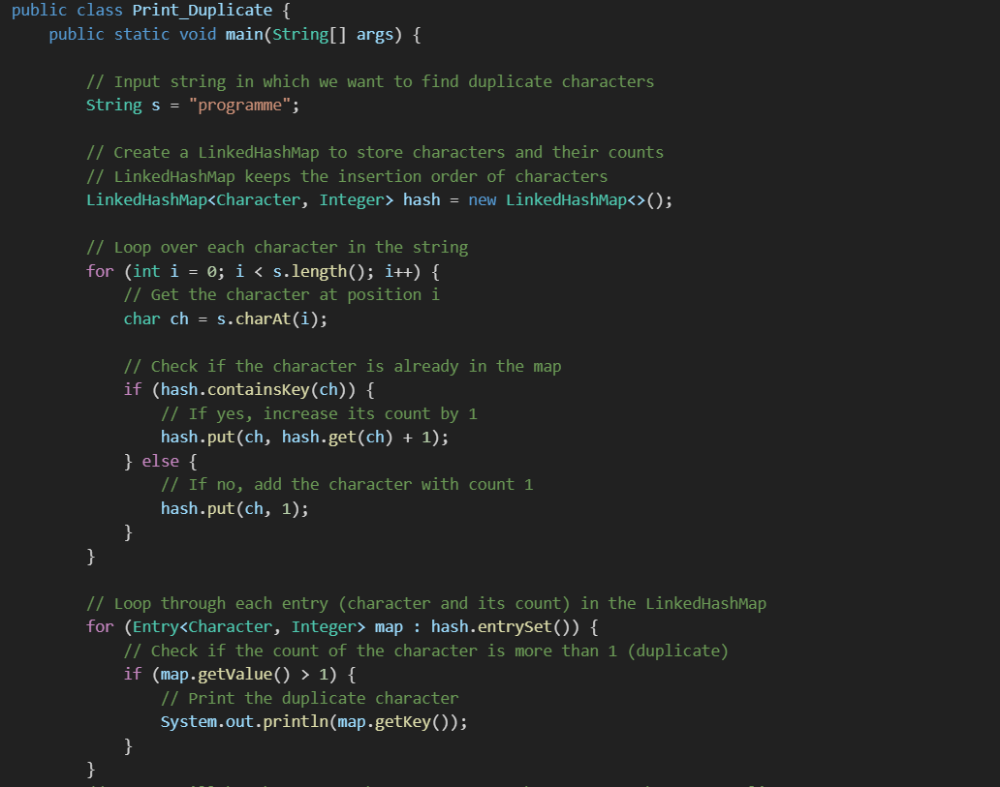 public class Print_Duplicate {
    public static void main(String[] args) {

        // Input string in which we want to find duplicate characters
        String s = "programme";

        // Create a LinkedHashMap to store characters and their counts
        // LinkedHashMap keeps the insertion order of characters
        LinkedHashMap<Character, Integer> hash = new LinkedHashMap<>();

        // Loop over each character in the string
        for (int i = 0; i < s.length(); i++) {
            // Get the character at position i
            char ch = s.charAt(i);

            // Check if the character is already in the map
            if (hash.containsKey(ch)) {
                // If yes, increase its count by 1
                hash.put(ch, hash.get(ch) + 1);
            } else {
                // If no, add the character with count 1
                hash.put(ch, 1);
            }
        }

        // Loop through each entry (character and its count) in the LinkedHashMap
        for (Entry<Character, Integer> map : hash.entrySet()) {
            // Check if the count of the character is more than 1 (duplicate)
            if (map.getValue() > 1) {
                // Print the duplicate character
                System.out.println(map.getKey());
            }
        }